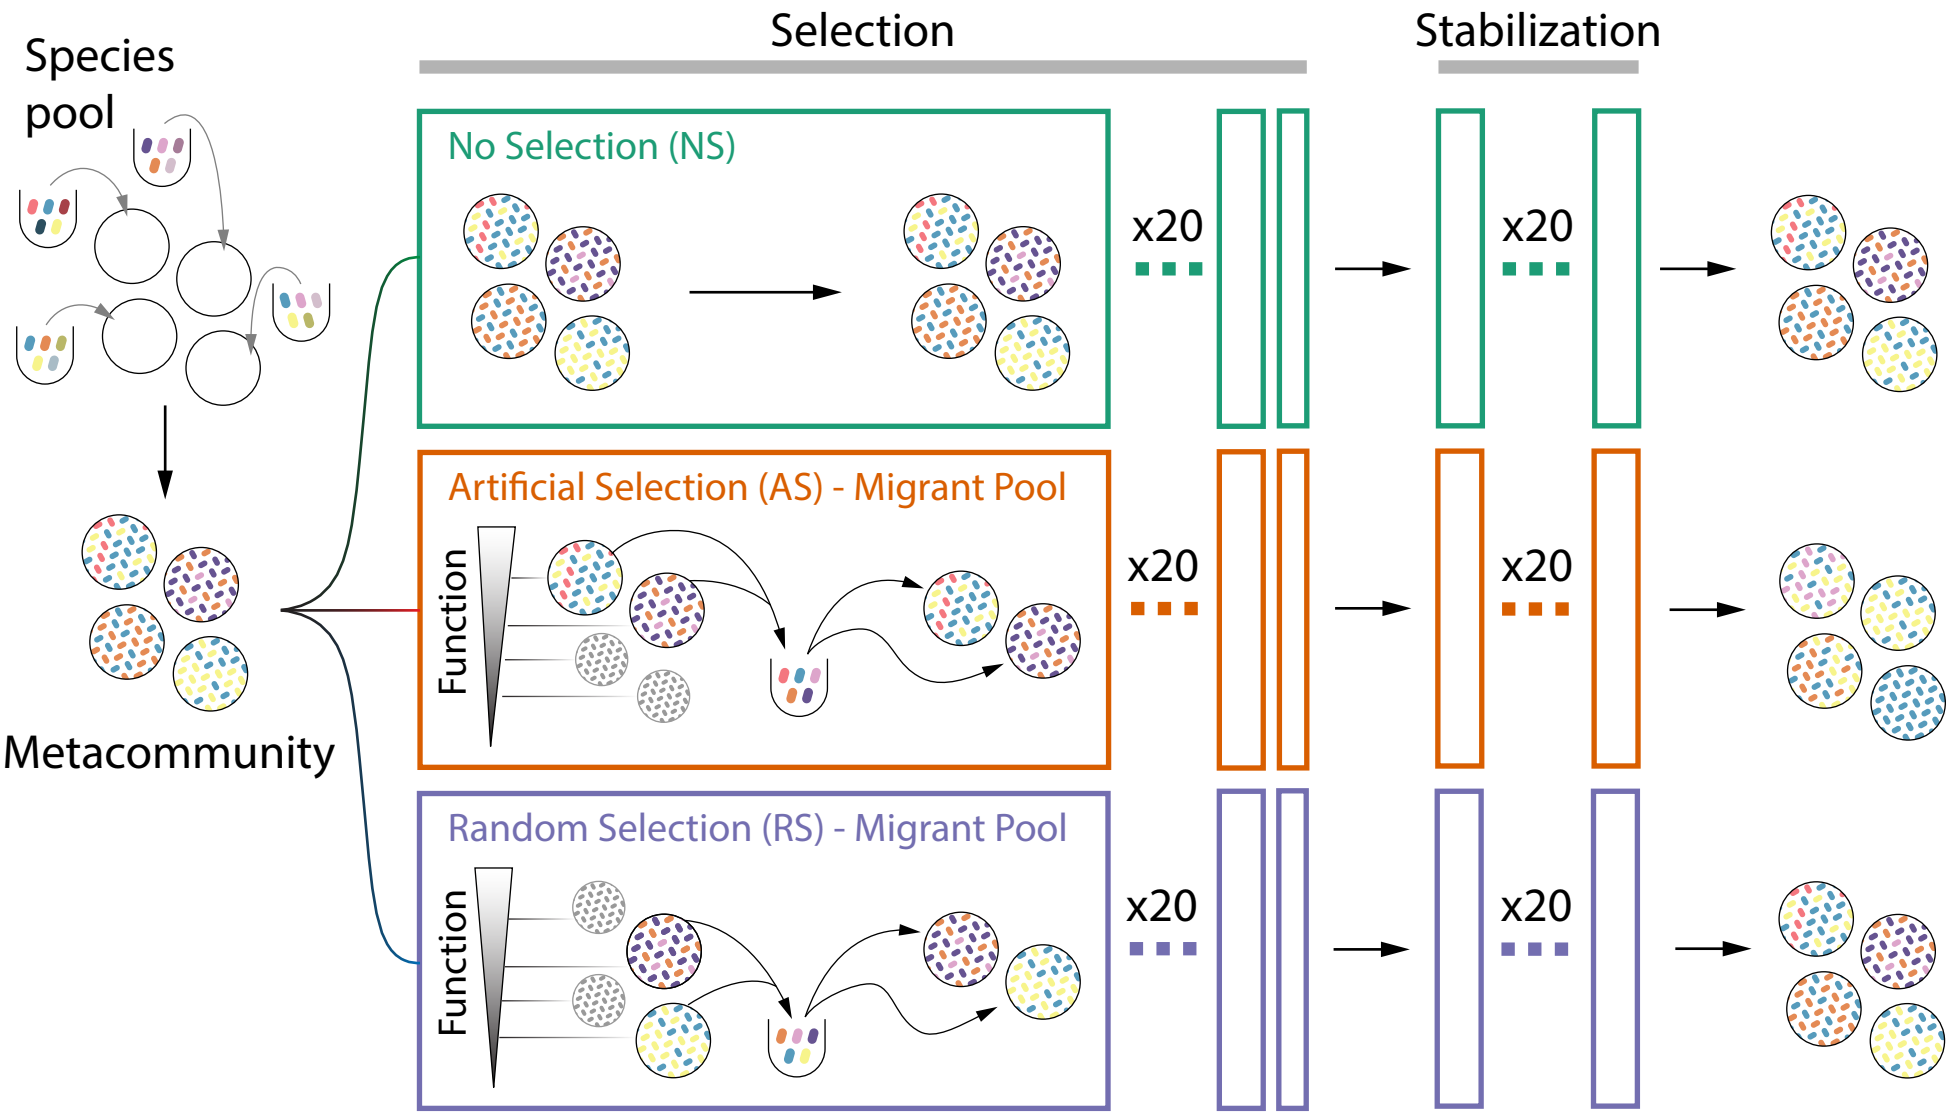 Species
pool
Metacommunity
Selection
Stabilization
No Selection (NS)
x20
x20
Artificial Selection (AS) - Migrant Pool
Function
x20
x20
Random Selection (RS) - Migrant Pool
Function
x20
x20